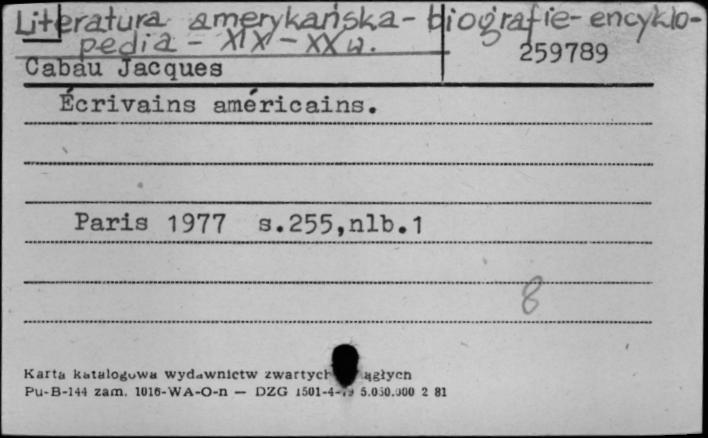 Literatura amerykańska - biografie - encyklo-
pedia - XIX - XX w.
259789
Cabau Jacques
Écrivains américains.
Paris 1977 s.255,nlb.1
8
Karta katalogowa wydawnictw zwartych
Pu-B-144 zam. 1016-WA-O-n — DZG 1501-4- 5.050.000 2 81